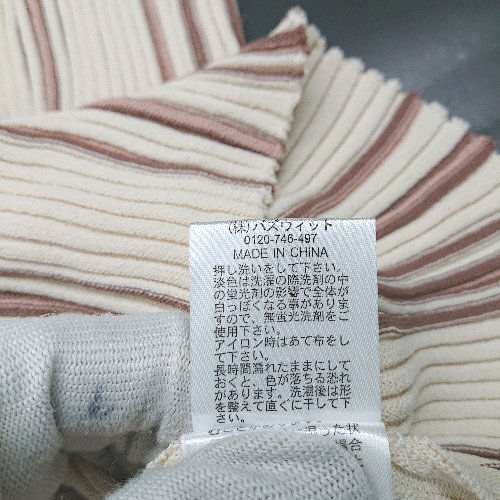 (株)バズウィット
0120-746-497
MADE IN CHINA
押し洗いをして下さい。
淡色は洗濯の際洗剤の中
の蛍光剤の影響で全体が
白っぽくなる事がありま
すので、無蛍光洗剤をご
使用下さい。
アイロン時はあて布をし
て下さい。
長時間濡れたままにして
おくと、色が落ちる恐れ
があります。洗濯後は形
を整えて直ぐに干して下
さい。
った状